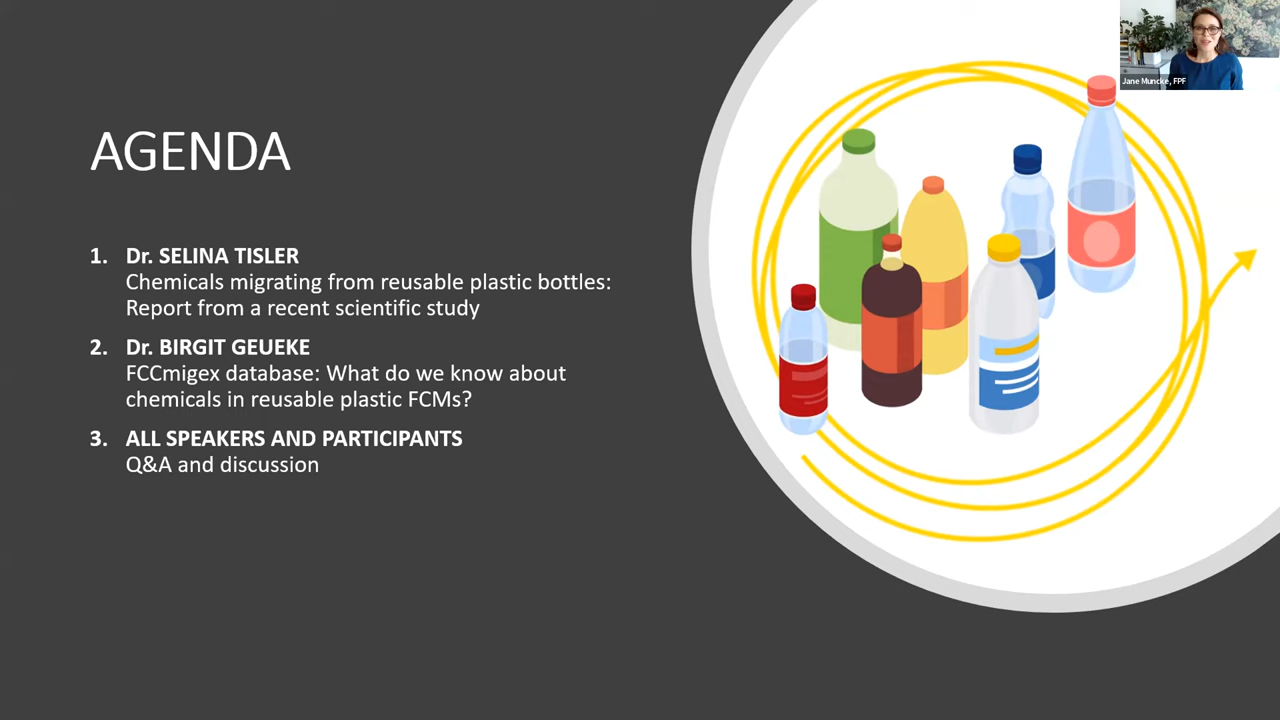 Jane Muncke, FPF
AGENDA
1. Dr. SELINA TISLER
Chemicals migrating from reusable plastic bottles:
Report from a recent scientific study
2. Dr. BIRGIT GEUEKE
FCCmigex database: What do we know about
chemicals in reusable plastic FCMs?
3. ALL SPEAKERS AND PARTICIPANTS
Q&A and discussion